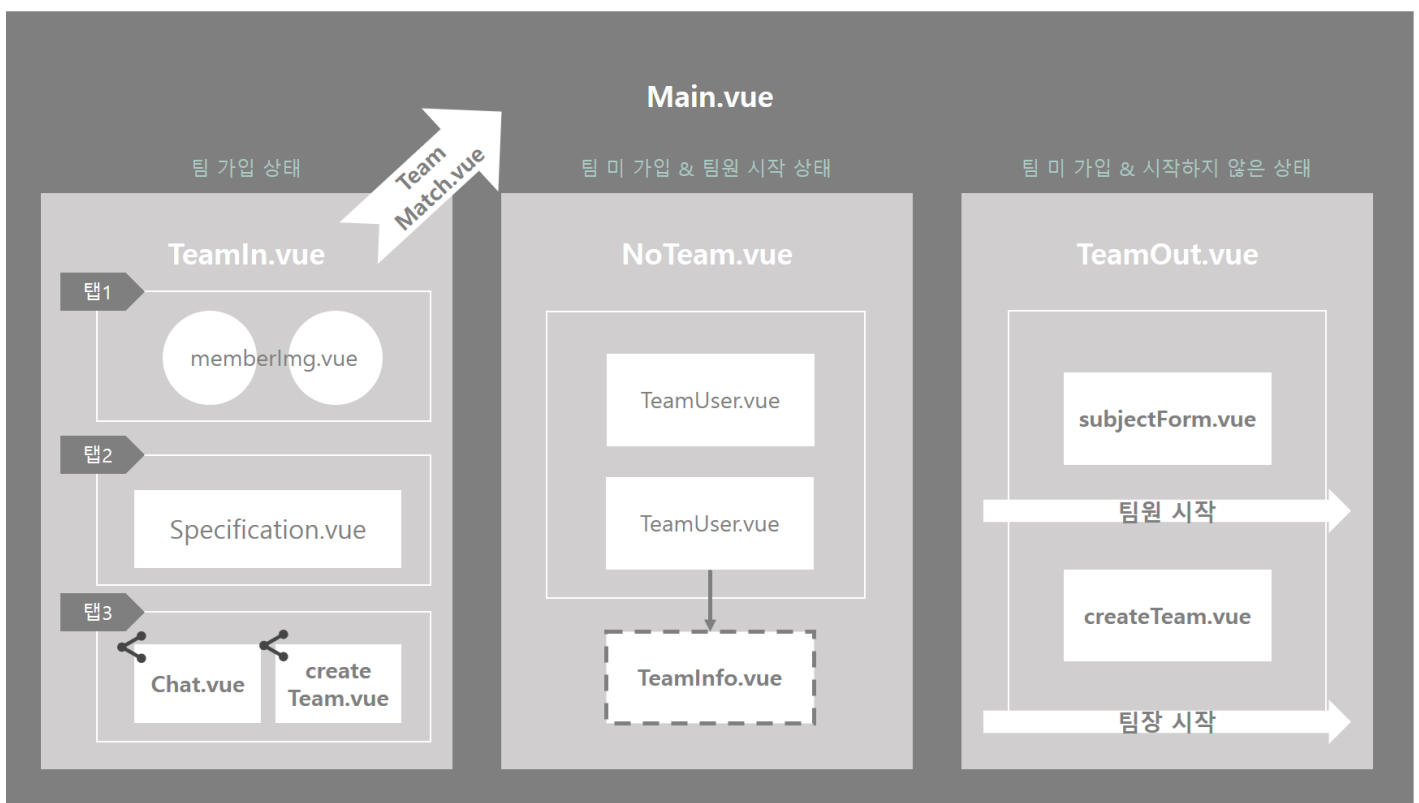 Main.vue
팀 가입 상태
Team
Match.vue
TeamIn.vue
탭1
memberImg.vue
탭2
Specification.vue
탭3
Chat.vue
create
Team.vue
팀 미 가입 & 팀원 시작 상태
NoTeam.vue
TeamUser.vue
TeamUser.vue
TeamInfo.vue
팀 미 가입 & 시작하지 않은 상태
TeamOut.vue
subjectForm.vue
팀원 시작
createTeam.vue
팀장 시작